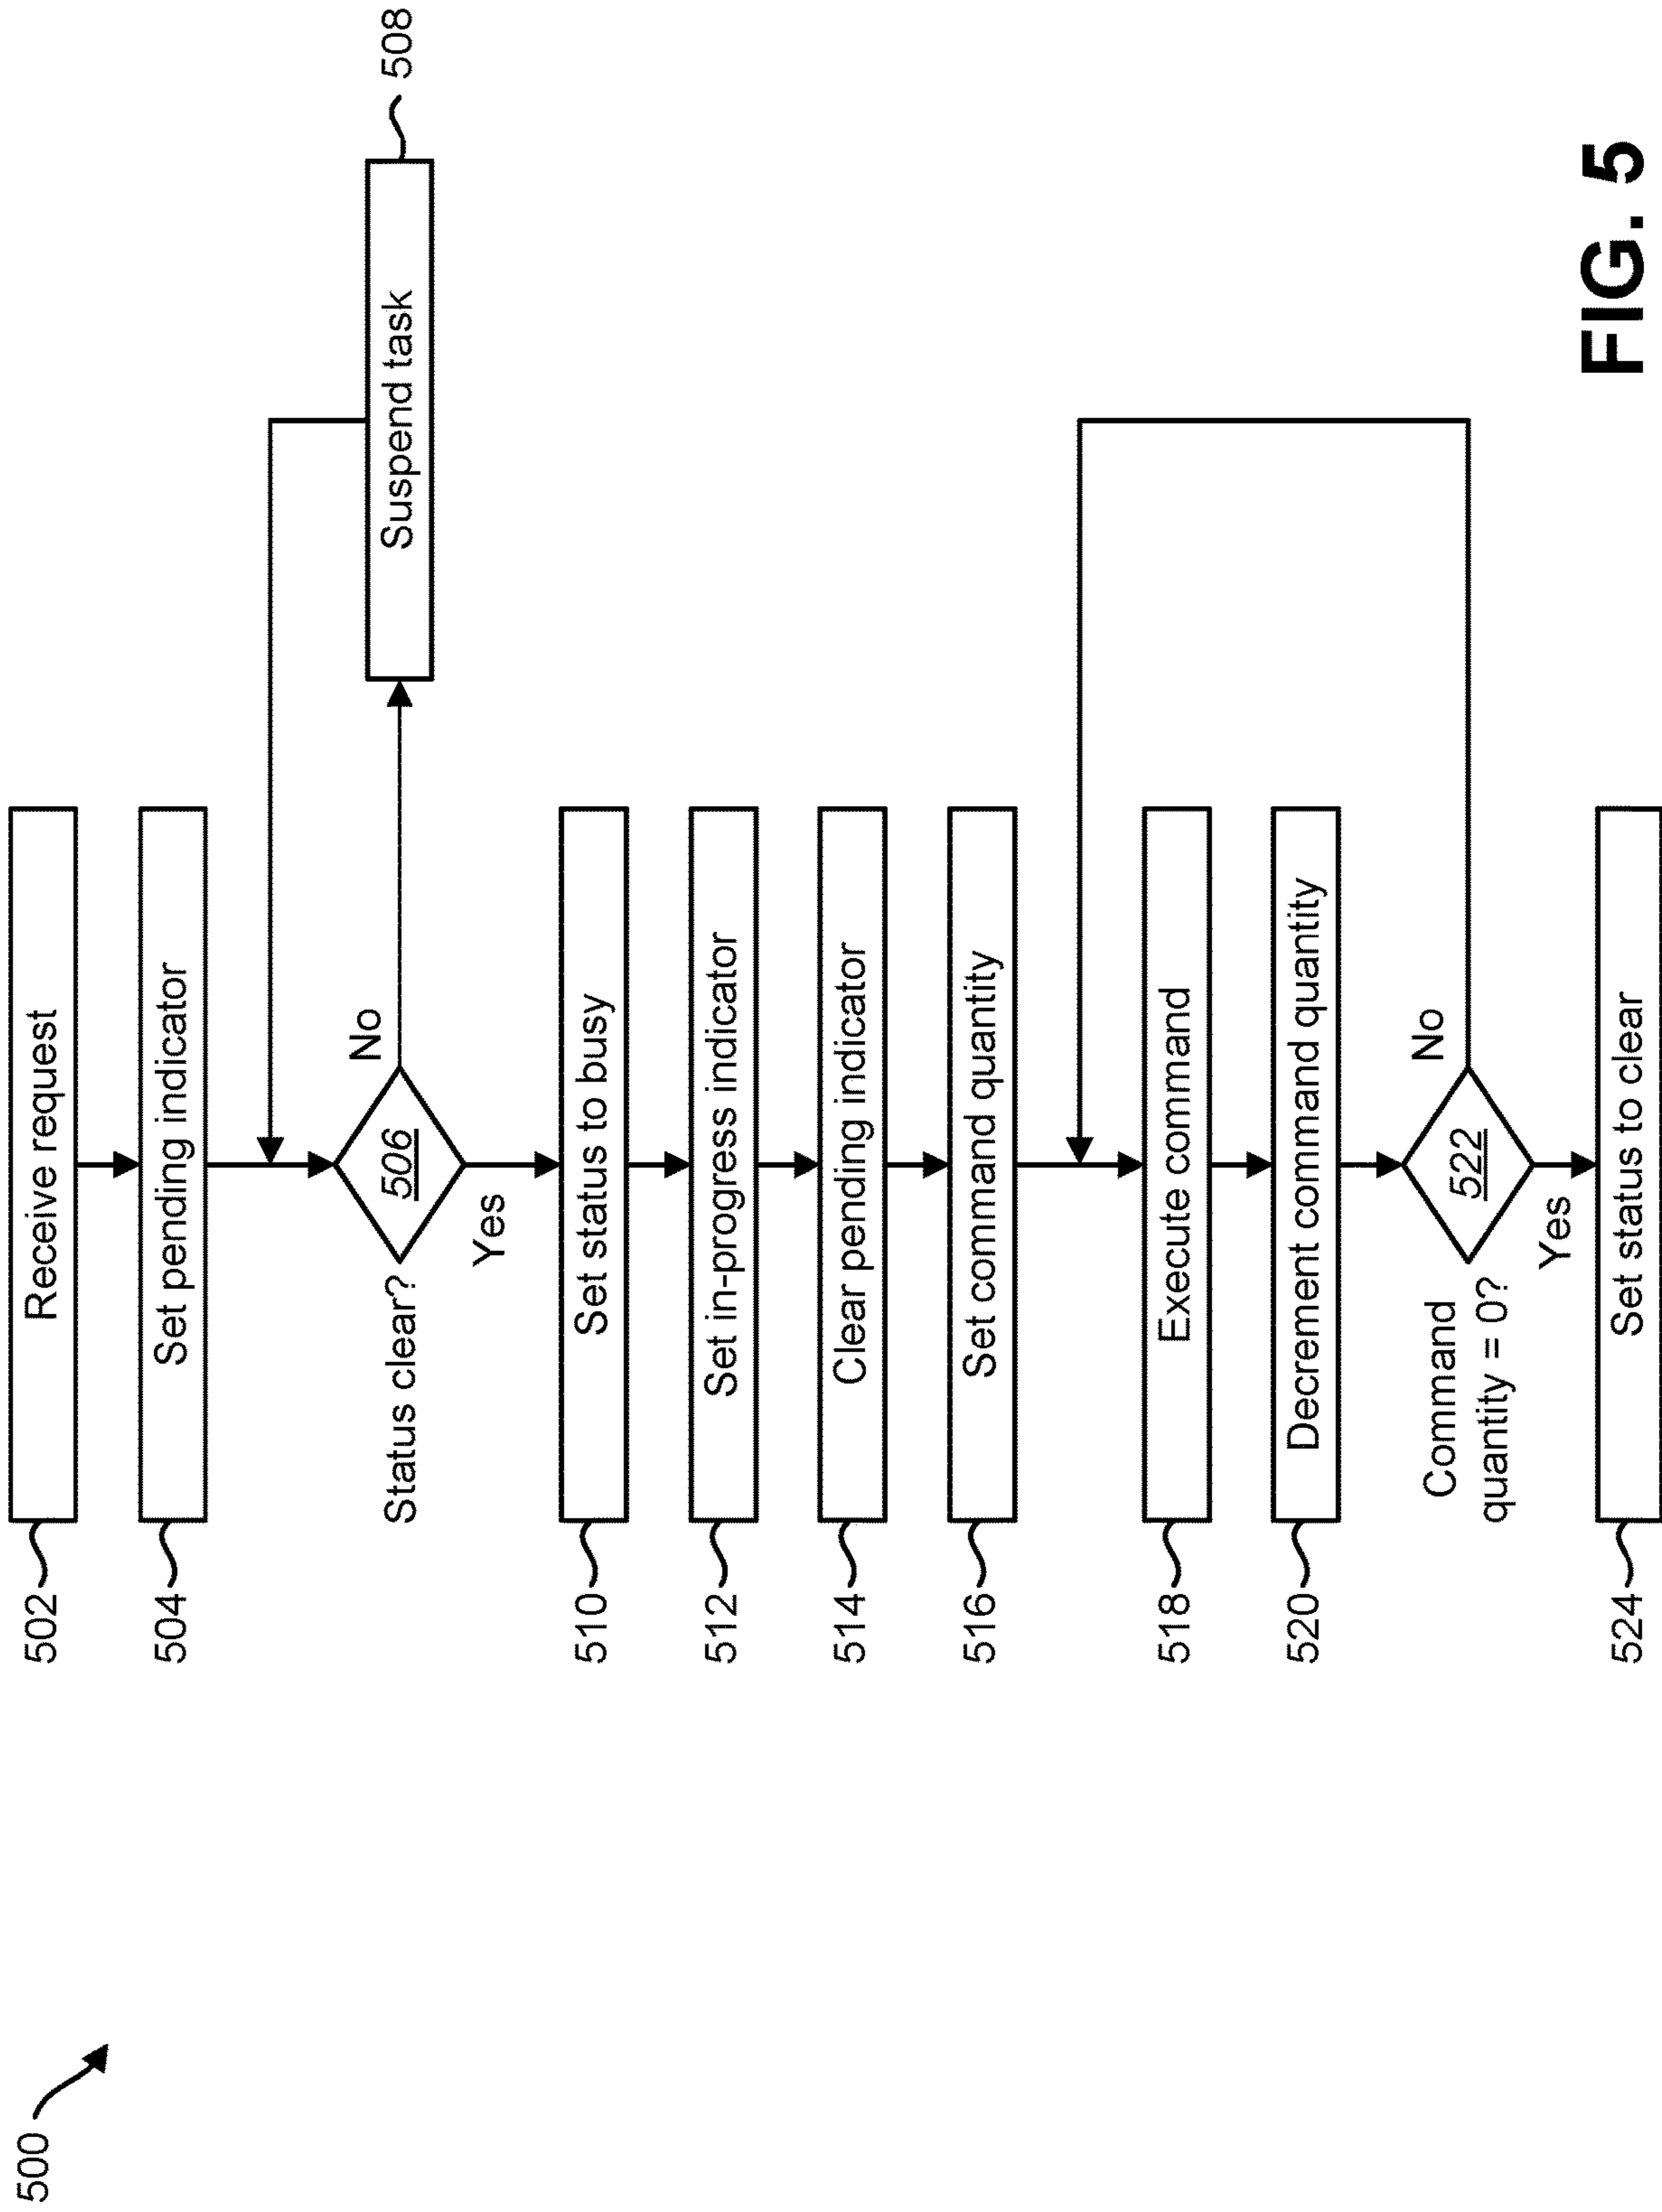 500
502
Receive request
504
Set pending indicator
Status clear?
506
No
508
Suspend task
Yes
510
Set status to busy
512
Set in-progress indicator
514
Clear pending indicator
516
Set command quantity
518
Execute command
520
Decrement command quantity
Command
quantity = 0?
522
No
Yes
524
Set status to clear
FIG. 5